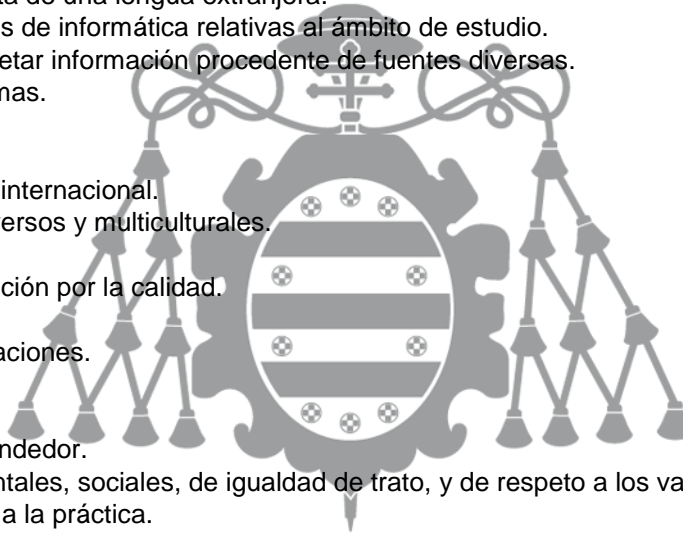 ta de una lengua extranjera.
s de informática relativas al ámbito de estudio.
etar información procedente de fuentes diversas.
mas.
internacional.
ersos y multiculturales.
ción por la calidad.
aciones.
ndedor.
ntales, sociales, de igualdad de trato, y de respeto a los va
a la práctica.